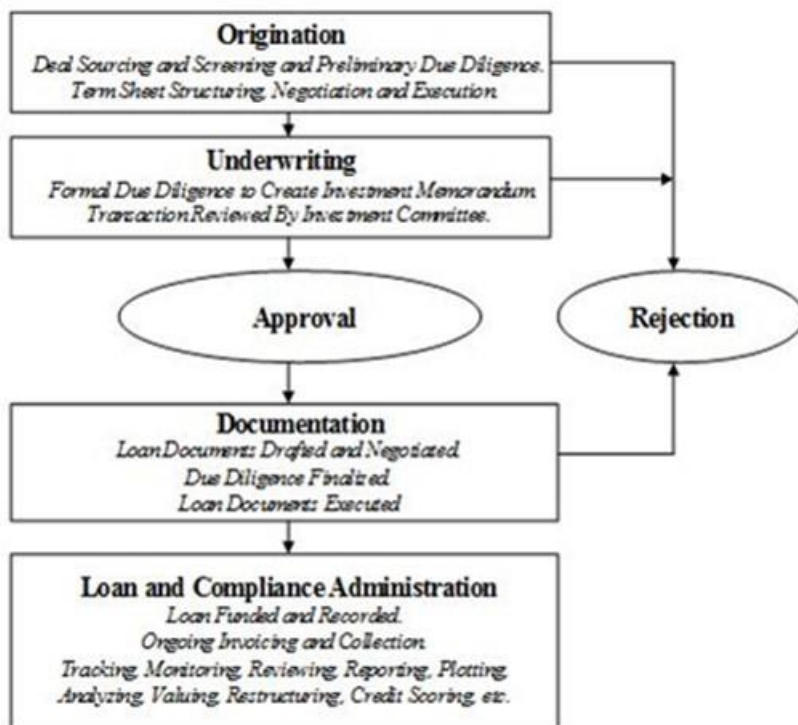 Origination
Deal Sourcing and Screening and Preliminary Due Diligence.
Term Sheet Structuring, Negotiation and Execution
Underwriting
Formal Due Diligence to Create Investment Memorandum
Transaction Reviewed By Investment Committee.
Approval
Rejection
Documentation
Loan Documents Drafted and Negotiated
Due Diligence Finalized
Loan Documents Executed
Loan and Compliance Administration
Loan Funded and Recorded.
Ongoing Invoicing and Collection
Tracking, Monitoring, Reviewing, Reporting, Plotting,
Analyzing, Valuing, Restructuring, Credit Scoring, etc.